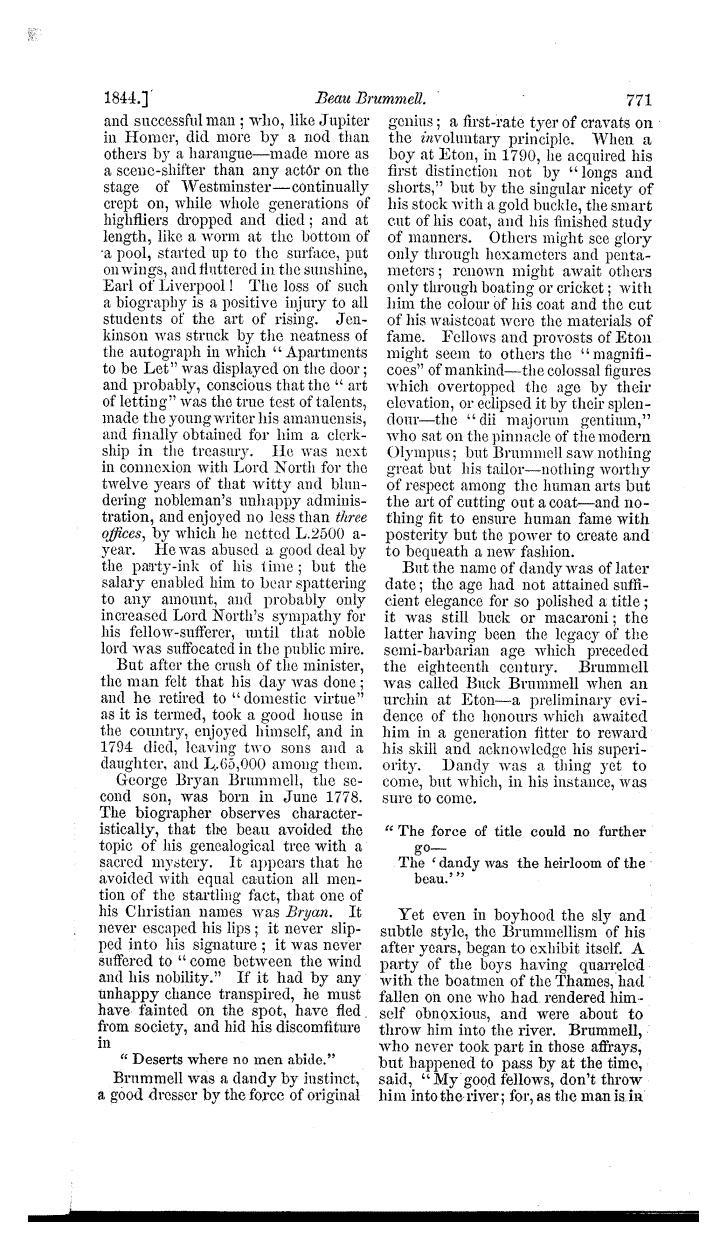 1844.] Beau Brummell. 771
and successful man ; who, like Jupiter
in Homer, did more by a nod than
others by a harangue—made more as
a scene-shifter than any actor on the
stage of Westminster—continually
crept on, while whole generations of
highfliers dropped and died ; and at
length, like a worm at the bottom of
a pool, started up to the surface, put
on wings, and fluttered in the sunshine,
Earl of Liverpool ! The loss of such
a biography is a positive injury to all
students of the art of rising. Jen-
kinson was struck by the neatness of
the autograph in which “ Apartments
to be Let” was displayed on the door ;
and probably, conscious that the “ art
of letting” was the true test of talents,
made the young writer his amanuensis,
and finally obtained for him a clerk-
ship in the treasury. He was next
in connexion with Lord North for the
twelve years of that witty and blun-
dering nobleman's unhappy adminis-
tration, and enjoyed no less than three
offices, by which he netted L.2500 a-
year. He was abused a good deal by
the party-ink of his time ; but the
salary enabled him to bear spattering
to any amount, and probably only
increased Lord North's sympathy for
his fellow-sufferer, until that noble
lord was suffocated in the public mire.
But after the crush of the minister,
the man felt that his day was done ;
and he retired to “ domestic virtue”
as it is termed, took a good house in
the country, enjoyed himself, and in
1794 died, leaving two sons and a
daughter, and L.65,000 among them.
George Bryan Brummell, the se-
cond son, was born in June 1778.
The biographer observes character-
istically, that the beau avoided the
topic of his genealogical tree with a
sacred mystery. It appears that he
avoided with equal caution all men-
tion of the startling fact, that one of
his Christian names was Bryan. It
never escaped his lips ; it never slip-
ped into his signature ; it was never
suffered to “ come between the wind
and his nobility.” If it had by any
unhappy chance transpired, he must
have fainted on the spot, have fled
from society, and hid his discomfiture
in
“ Deserts where no men abide.”
Brummell was a dandy by instinct,
a good dresser by the force of original
genius ; a first-rate tyer of cravats on
the involuntary principle. When a
boy at Eton, in 1790, he acquired his
first distinction not by “ longs and
shorts,” but by the singular nicety of
his stock with a gold buckle, the smart
cut of his coat, and his finished study
of manners. Others might see glory
only through hexameters and penta-
meters ; renown might await others
only through boating or cricket ; with
him the colour of his coat and the cut
of his waistcoat were the materials of
fame. Fellows and provosts of Eton
might seem to others the “ magnifi-
coes” of mankind—the colossal figures
which overtopped the age by their
elevation, or eclipsed it by their splen-
dour—the “ dii majorum gentium,”
who sat on the pinnacle of the modern
Olympus ; but Brummell saw nothing
great but his tailor—nothing worthy
of respect among the human arts but
the art of cutting out a coat—and no-
thing fit to ensure human fame with
posterity but the power to create and
to bequeath a new fashion.
But the name of dandy was of later
date ; the age had not attained suffi-
cient elegance for so polished a title ;
it was still buck or macaroni ; the
latter having been the legacy of the
semi-barbarian age which preceded
the eighteenth century. Brummell
was called Buck Brummell when an
urchin at Eton—a preliminary evi-
dence of the honours which awaited
him in a generation fitter to reward
his skill and acknowledge his superi-
ority. Dandy was a thing yet to
come, but which, in his instance, was
sure to come.
“ The force of title could no further
go—
The ‘ dandy was the heirloom of the
beau.’ ”
Yet even in boyhood the sly and
subtle style, the Brummellism of his
after years, began to exhibit itself. A
party of the boys having quarreled
with the boatmen of the Thames, had
fallen on one who had rendered him-
self obnoxious, and were about to
throw him into the river. Brummell,
who never took part in those affrays,
but happened to pass by at the time,
said, “ My good fellows, don't throw
him into the river ; for, as the man is in